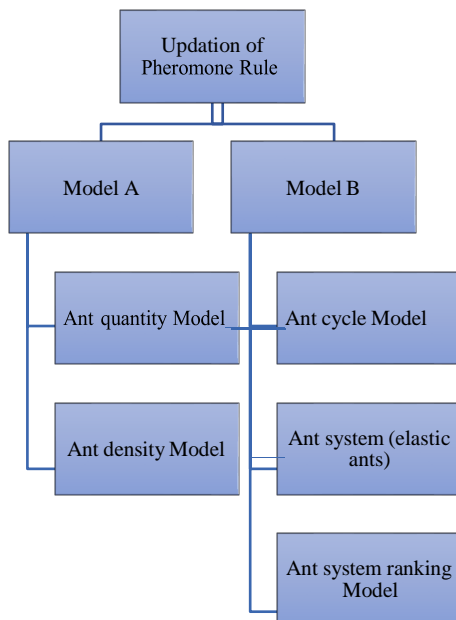 Updation of
Pheromone Rule
Model A
Model B
Ant quantity Model
Ant cycle Model
Ant density Model
Ant system (elastic
ants)
Ant system ranking
Model